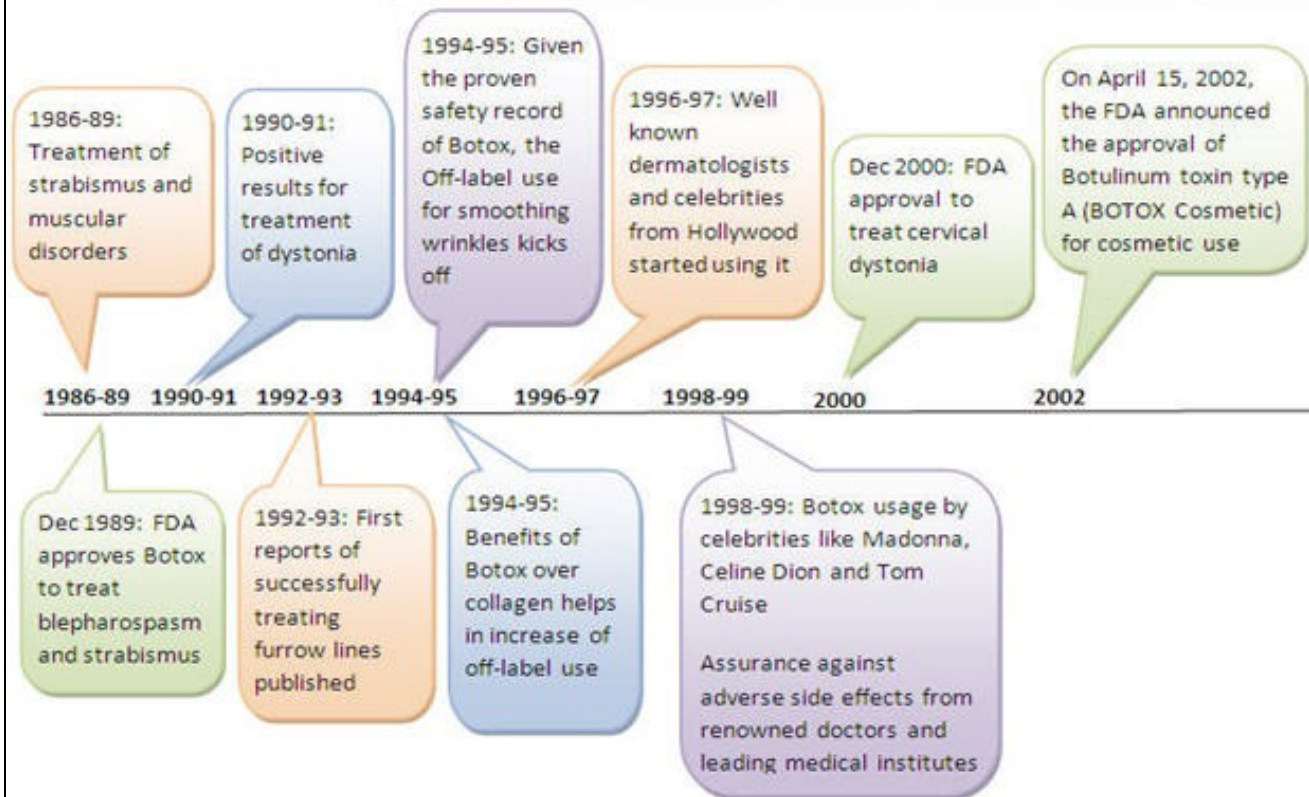 1986-89:
Treatment of
strabismus and
muscular
disorders
1990-91:
Positive
results for
treatment
of dystonia
1994-95: Given
the proven
safety record
of Botox, the
Off-label use
for smoothing
wrinkles kicks
off
1996-97: Well
known
dermatologists
and celebrities
from Hollywood
started using it
Dec 2000: FDA
approval to
treat cervical
dystonia
On April 15, 2002,
the FDA announced
the approval of
Botulinum toxin type
A (BOTOX Cosmetic)
for cosmetic use
1986-89 1990-91 1992-93 1994-95 1996-97 1998-99 2000 2002
Dec 1989: FDA
approves Botox
to treat
blepharospasm
and strabismus
1992-93: First
reports of
successfully
treating
furrow lines
published
1994-95:
Benefits of
Botox over
collagen helps
in increase of
off-label use
1998-99: Botox usage by
celebrities like Madonna,
Celine Dion and Tom
Cruise
Assurance against
adverse side effects from
renowned doctors and
leading medical institutes